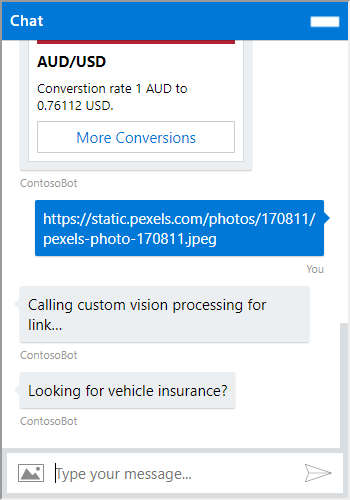 Chat
AUD/USD
Converstion rate 1 AUD to
0.76112 USD.
More Conversions
ContosoBot
https://static.pexels.com/photos/170811/
pexels-photo-170811.jpeg
You
Calling custom vision processing for
link...
ContosoBot
Looking for vehicle insurance?
ContosoBot
Type your message...